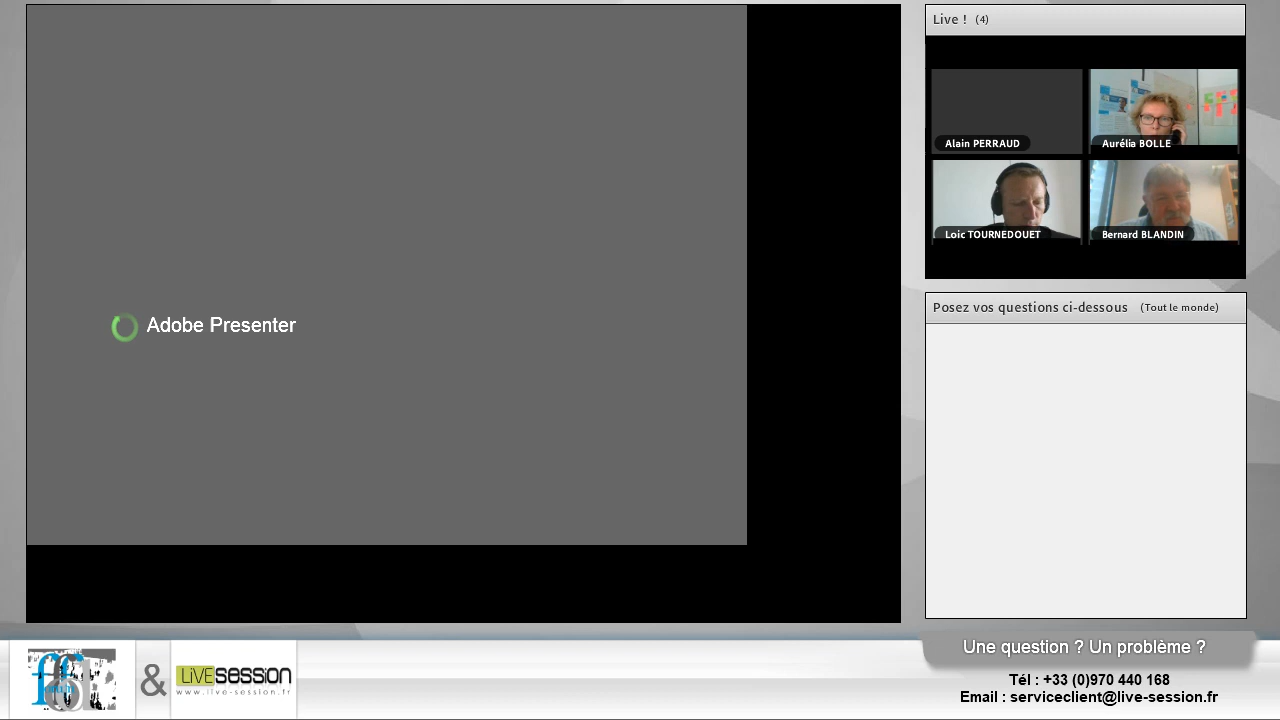 Live ! (4)
Alain PERRAUD
Aurélia BOLLE
Loic TOURNEDOUET
Bernard BLANDIN
Adobe Presenter
Posez vos questions ci-dessous (Tout le monde)
&
LiVEsession
www.live-session.fr
Une question ? Un problème ?
Tél : +33 (0)970 440 168
Email : serviceclient@live-session.fr